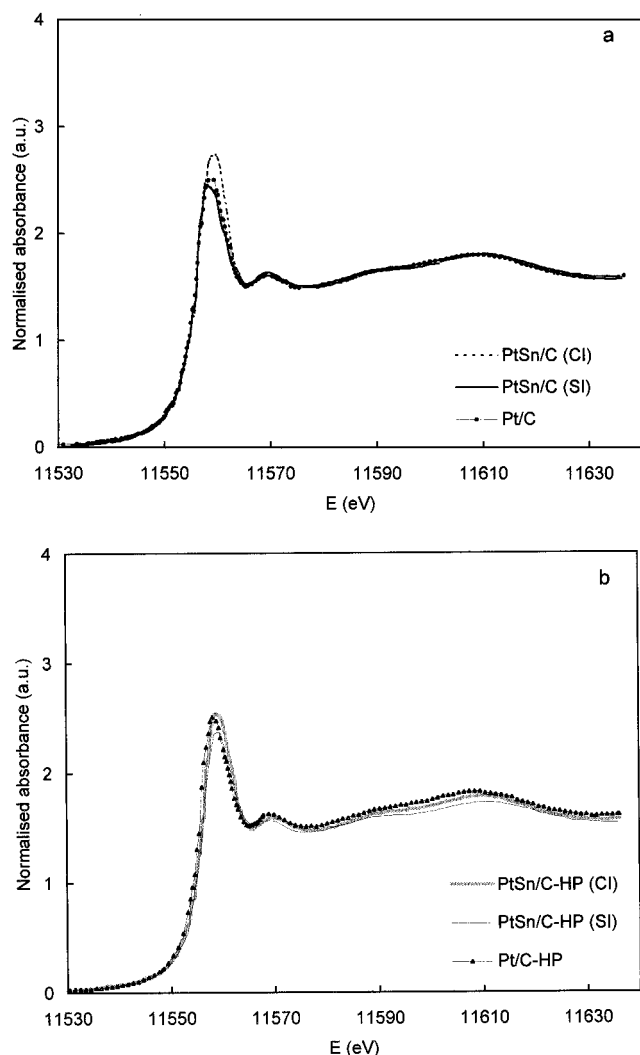 4
a
3
Normalised absorbance (a.u.)
2
1
0
PtSn/C (CI)
PtSn/C (SI)
Pt/C
11530 11550 11570 11590 11610 11630
E (eV)
4
b
3
Normalised absorbance (a.u.)
2
1
0
PtSn/C-HP (CI)
PtSn/C-HP (SI)
Pt/C-HP
11530 11550 11570 11590 11610 11630
E (eV)